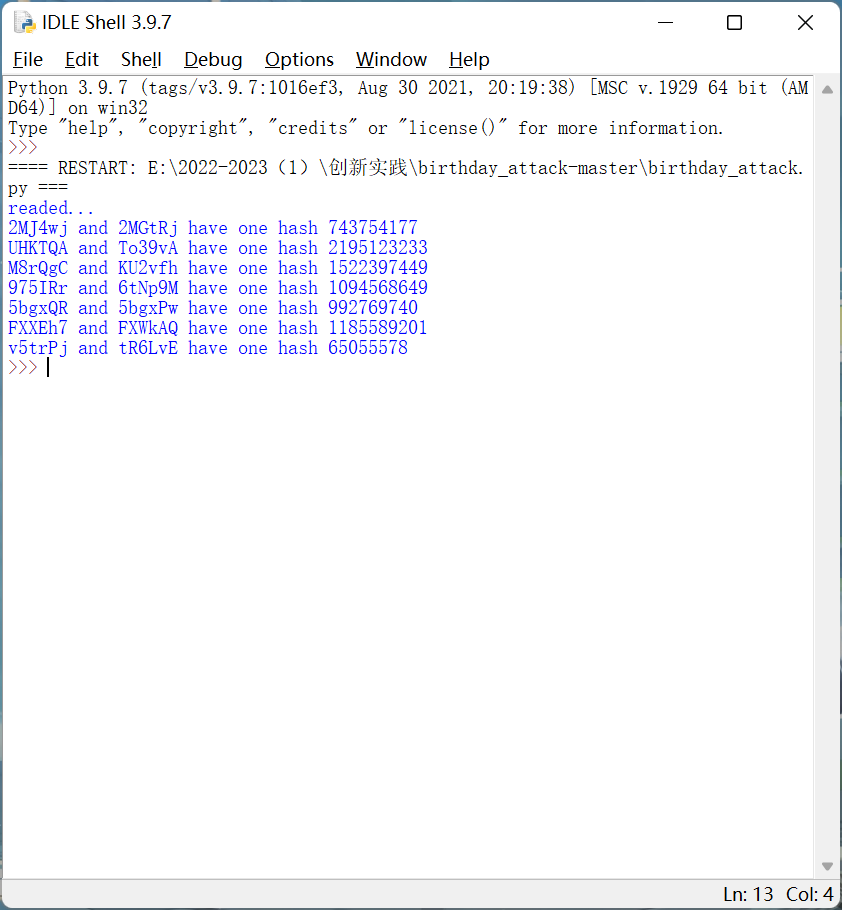 IDLE Shell 3.9.7
File Edit Shell Debug Options Window Help
Python 3.9.7 (tags/v3.9.7:1016ef3, Aug 30 2021, 20:19:38) [MSC v.1929 64 bit (AM
D64)] on win32
Type "help", "copyright", "credits" or "license()" for more information.
>>>
==== RESTART: E:\2022-2023（1）\创新实践\birthday_attack-master\birthday_attack.
py ===
readed...
2MJ4wj and 2MGtRj have one hash 743754177
UHKTQA and To39vA have one hash 2195123233
M8rQgC and KU2vfh have one hash 1522397449
975IRr and 6tNp9M have one hash 1094568649
5bgxQR and 5bgxPw have one hash 992769740
FXXEh7 and FXWkAQ have one hash 1185589201
v5trPj and tR6LvE have one hash 65055578
>>>
Ln: 13 Col: 4